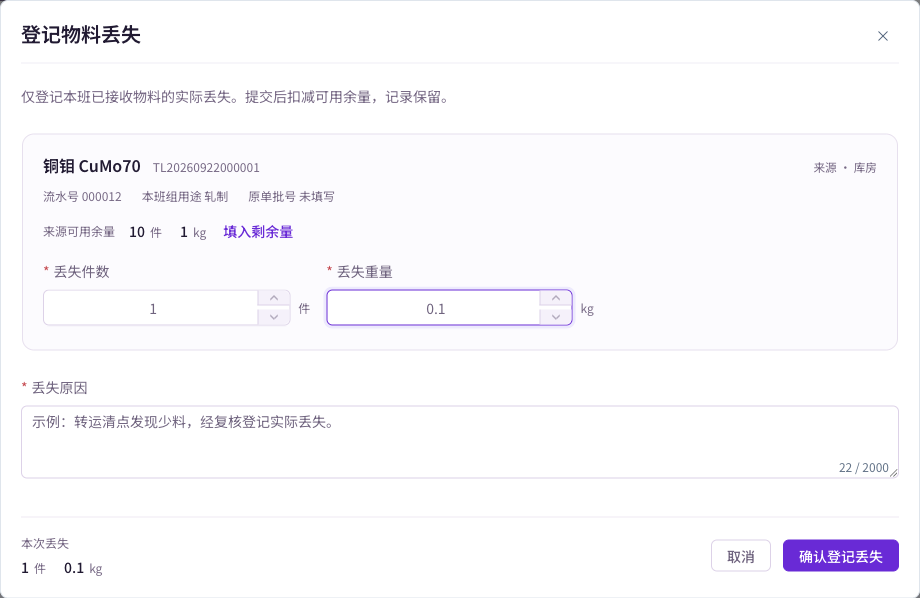 登记物料丢失
仅登记本班已接收物料的实际丢失。提交后扣减可用余量，记录保留。
铜钼 CuMo70 TL20260922000001 来源 · 库房
流水号 000012 本班组用途 轧制 原单批号 未填写
来源可用余量 10 件 1 kg 填入剩余量
* 丢失件数 * 丢失重量
1 件 0.1 kg
* 丢失原因
示例：转运清点发现少料，经复核登记实际丢失。
22 / 2000
本次丢失
1 件 0.1 kg
取消 确认登记丢失